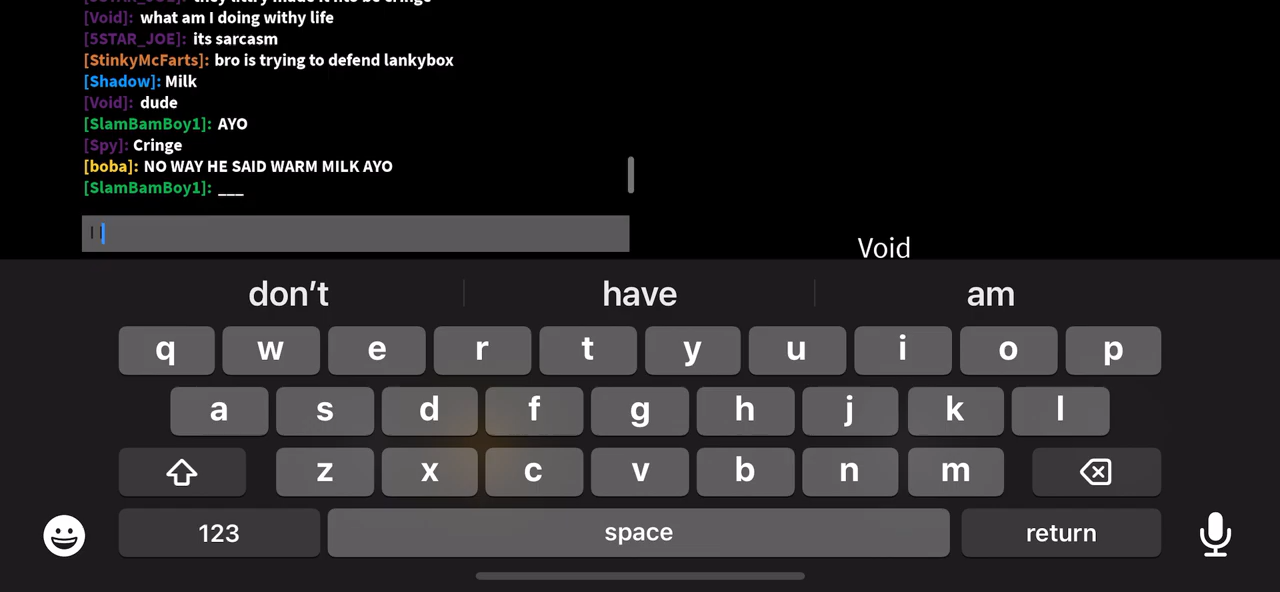 [Void]: what am I doing withy life
[5STAR_JOE]: its sarcasm
[StinkyMcFarts]: bro is trying to defend lankybox
[Shadow]: Milk
[Void]: dude
[SlamBamBoy1]: AYO
[Spy]: Cringe
[boba]: NO WAY HE SAID WARM MILK AYO
[SlamBamBoy1]: ___
Void
don't have am
q w e r t y u i o p
a s d f g h j k l
z x c v b n m
123 space return